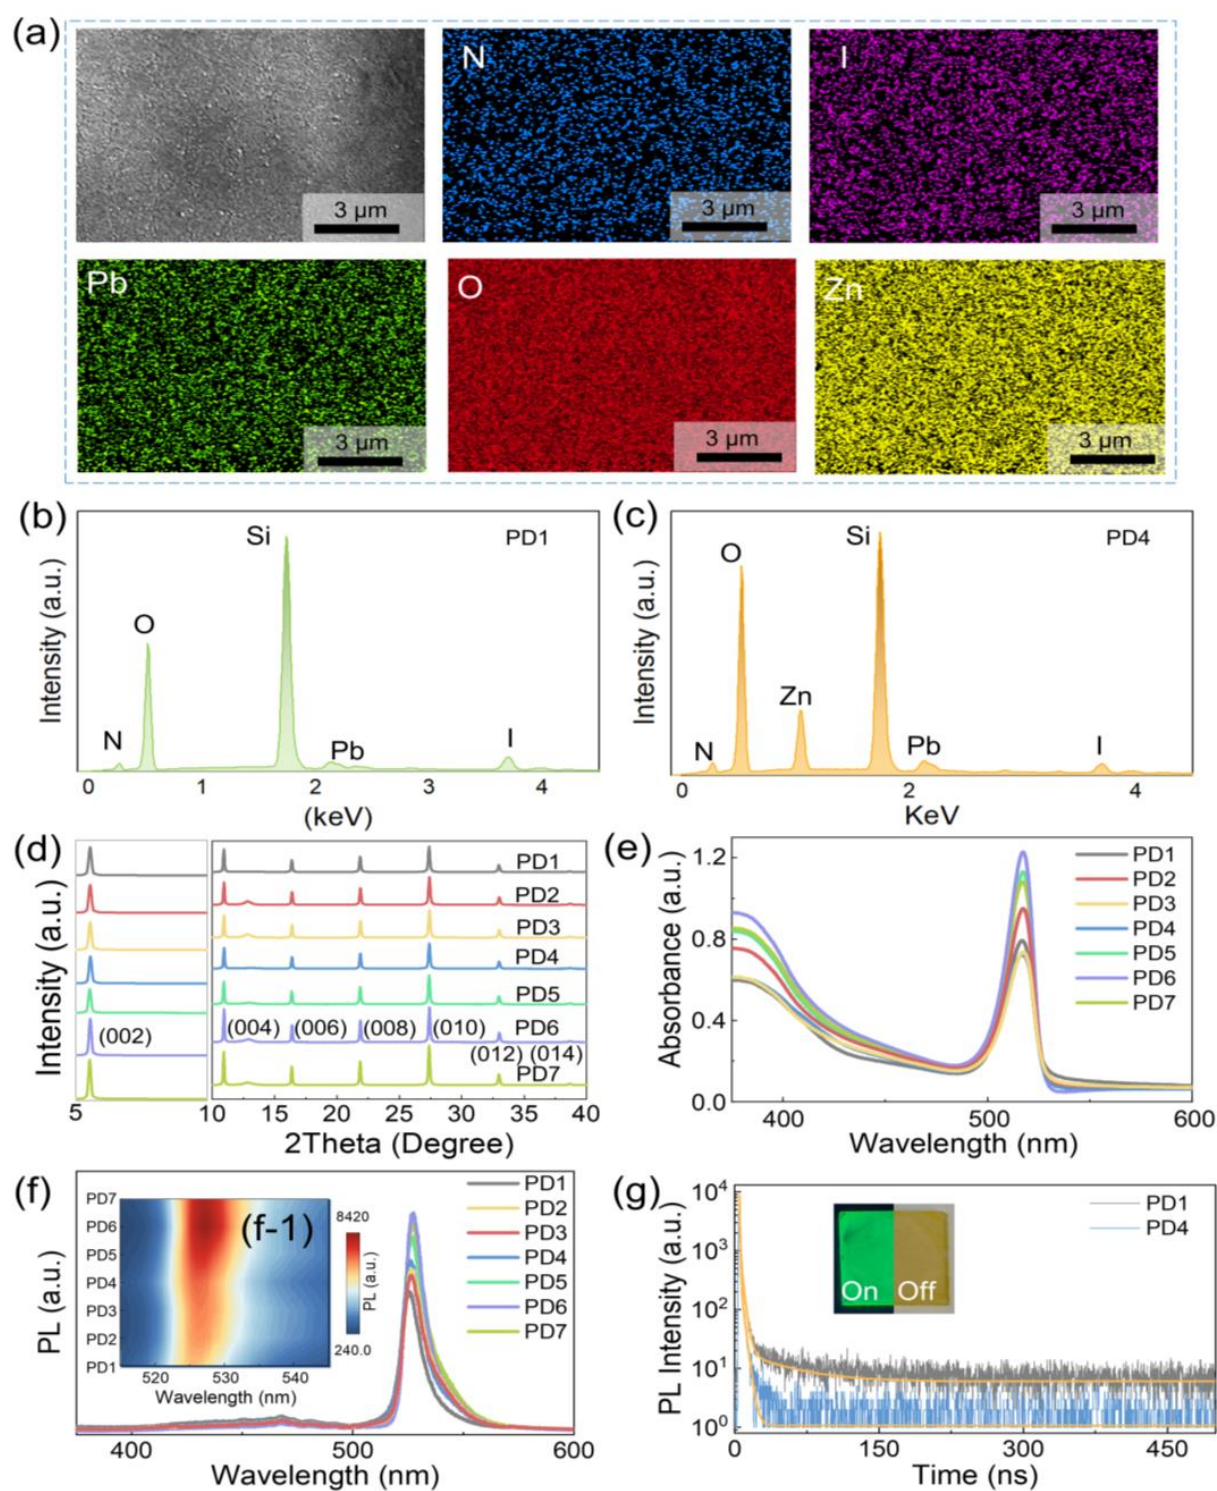 (a)
N
I
3 μm
3 μm
3 μm
Pb
O
Zn
3 μm
3 μm
3 μm
(b)
Intensity (a.u.)
N
O
Si
Pb
I
PD1
0 1 2 3 4
(keV)
(c)
Intensity (a.u.)
N
O
Zn
Si
Pb
I
PD4
0 2 4
KeV
(d)
Intensity (a.u.)
PD1
PD2
PD3
PD4
PD5
PD6
(002) (004) (006) (008) (010)
(012) (014)
PD7
5 10 15 20 25 30 35 40
2Theta (Degree)
(e)
Absorbance (a.u.)
1.2
0.8
0.4
0.0
PD1
PD2
PD3
PD4
PD5
PD6
PD7
400 500 600
Wavelength (nm)
(f)
PL (a.u.)
PD7
PD6
PD5
PD4
PD3
PD2
PD1
(f-1)
8420
PL (a.u.)
240.0
520 530 540
Wavelength (nm)
PD1
PD2
PD3
PD4
PD5
PD6
PD7
400 500 600
Wavelength (nm)
(g)
PL Intensity (a.u.)
10⁴
10³
10²
10¹
10⁰
On Off
PD1
PD4
0 150 300 450
Time (ns)